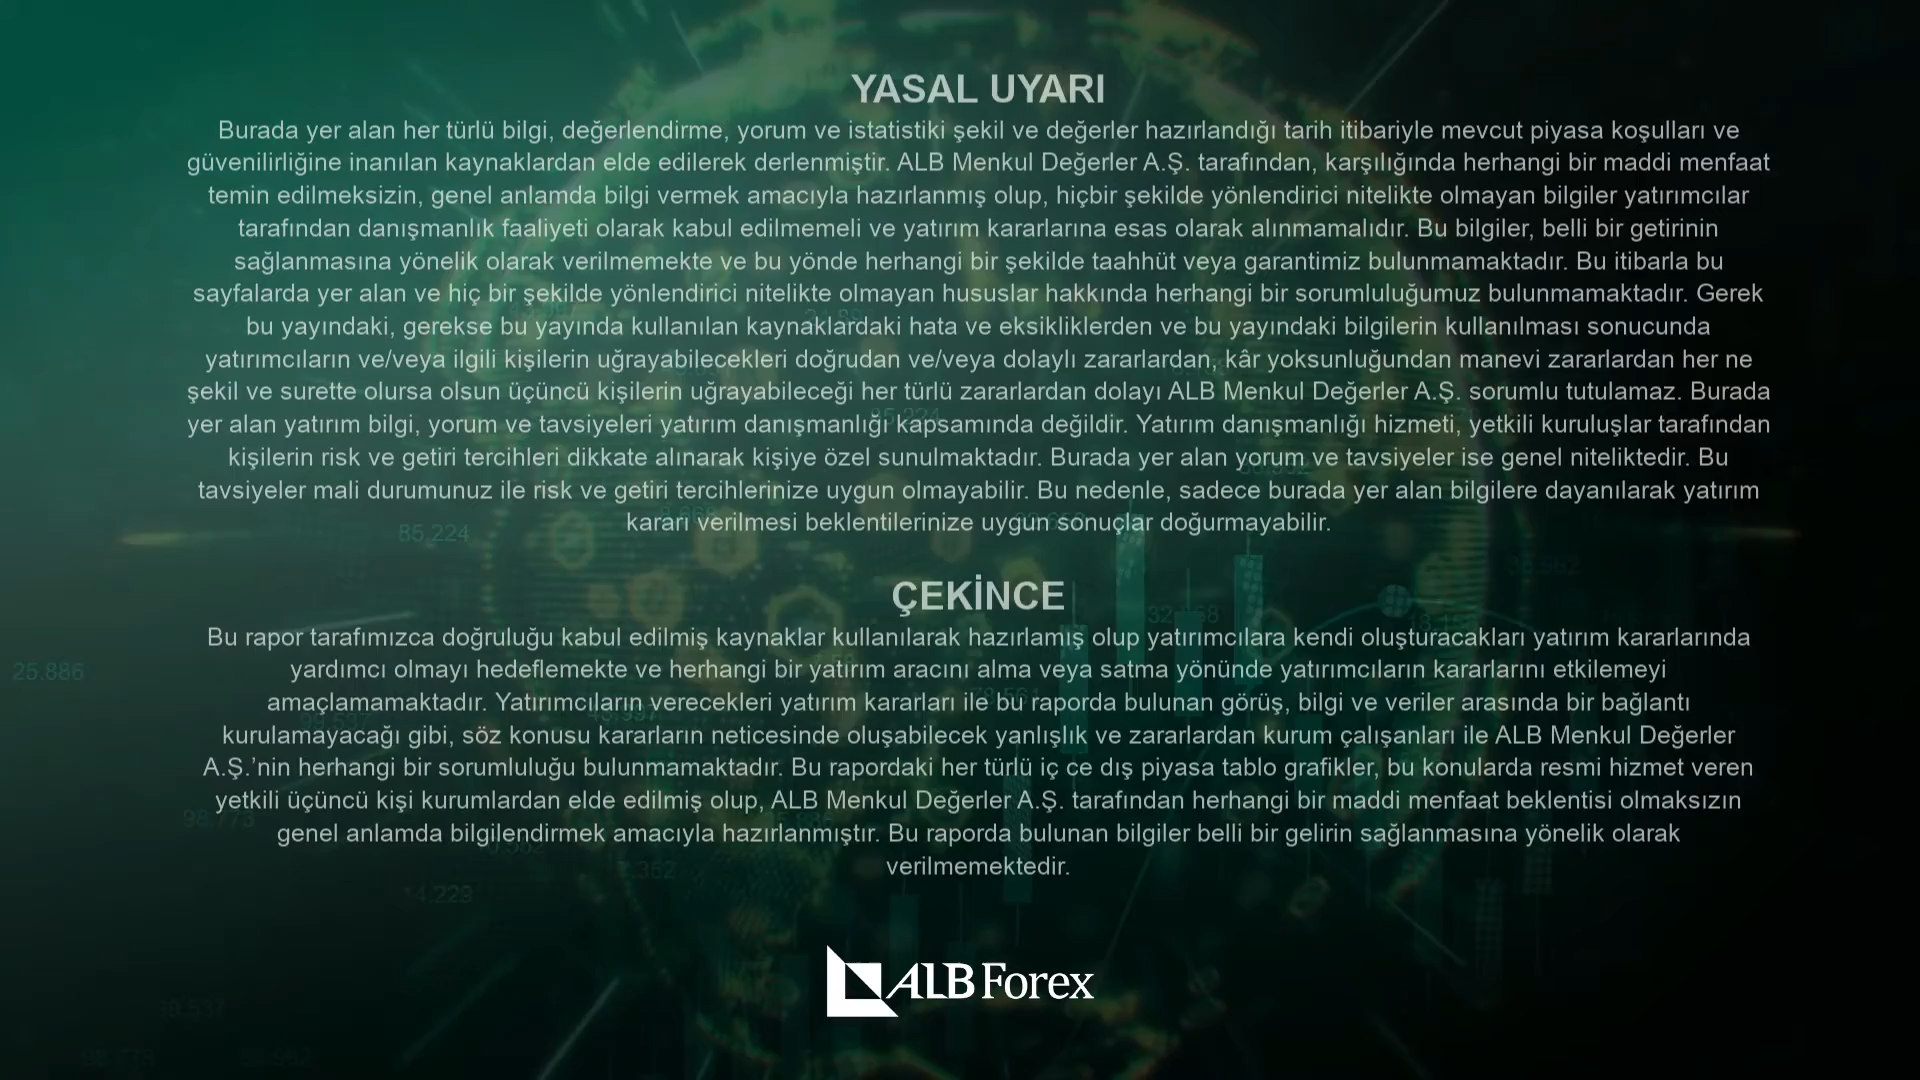 YASAL UYARI
Burada yer alan her türlü bilgi, değerlendirme, yorum ve istatistiki şekil ve değerler hazırlandığı tarih itibariyle mevcut piyasa koşulları ve
güvenilirliğine inanılan kaynaklardan elde edilerek derlenmiştir. ALB Menkul Değerler A.Ş. tarafından, karşılığında herhangi bir maddi menfaat
temin edilmeksizin, genel anlamda bilgi vermek amacıyla hazırlanmış olup, hiçbir şekilde yönlendirici nitelikte olmayan bilgiler yatırımcılar
tarafından danışmanlık faaliyeti olarak kabul edilmemeli ve yatırım kararlarına esas olarak alınmamalıdır. Bu bilgiler, belli bir getirinin
sağlanmasına yönelik olarak verilmemekte ve bu yönde herhangi bir şekilde taahhüt veya garantimiz bulunmamaktadır. Bu itibarla bu
sayfalarda yer alan ve hiç bir şekilde yönlendirici nitelikte olmayan hususlar hakkında herhangi bir sorumluluğumuz bulunmamaktadır. Gerek
bu yayındaki, gerekse bu yayında kullanılan kaynaklardaki hata ve eksikliklerden ve bu yayındaki bilgilerin kullanılması sonucunda
yatırımcıların ve/veya ilgili kişilerin uğrayabilecekleri doğrudan ve/veya dolaylı zararlardan, kâr yoksunluğundan manevi zararlardan her ne
şekil ve surette olursa olsun üçüncü kişilerin uğrayabileceği her türlü zararlardan dolayı ALB Menkul Değerler A.Ş. sorumlu tutulamaz. Burada
yer alan yatırım bilgi, yorum ve tavsiyeleri yatırım danışmanlığı kapsamında değildir. Yatırım danışmanlığı hizmeti, yetkili kuruluşlar tarafından
kişilerin risk ve getiri tercihleri dikkate alınarak kişiye özel sunulmaktadır. Burada yer alan yorum ve tavsiyeler ise genel niteliktedir. Bu
tavsiyeler mali durumunuz ile risk ve getiri tercihlerinize uygun olmayabilir. Bu nedenle, sadece burada yer alan bilgilere dayanılarak yatırım
kararı verilmesi beklentilerinize uygun sonuçlar doğurmayabilir.
85.224
ÇEKİNCE
Bu rapor tarafımızca doğruluğu kabul edilmiş kaynaklar kullanılarak hazırlamış olup yatırımcılara kendi oluşturacakları yatırım kararlarında
yardımcı olmayı hedeflemekte ve herhangi bir yatırım aracını alma veya satma yönünde yatırımcıların kararlarını etkilemeyi
25.886
amaçlamamaktadır. Yatırımcıların verecekleri yatırım kararları ile bu raporda bulunan görüş, bilgi ve veriler arasında bir bağlantı
kurulamayacağı gibi, söz konusu kararların neticesinde oluşabilecek yanlışlık ve zararlardan kurum çalışanları ile ALB Menkul Değerler
A.Ş.’nin herhangi bir sorumluluğu bulunmamaktadır. Bu rapordaki her türlü iç ce dış piyasa tablo grafikler, bu konularda resmi hizmet veren
yetkili üçüncü kişi kurumlardan elde edilmiş olup, ALB Menkul Değerler A.Ş. tarafından herhangi bir maddi menfaat beklentisi olmaksızın
98.773
genel anlamda bilgilendirmek amacıyla hazırlanmıştır. Bu raporda bulunan bilgiler belli bir gelirin sağlanmasına yönelik olarak
verilmemektedir.
14.229
ALB Forex